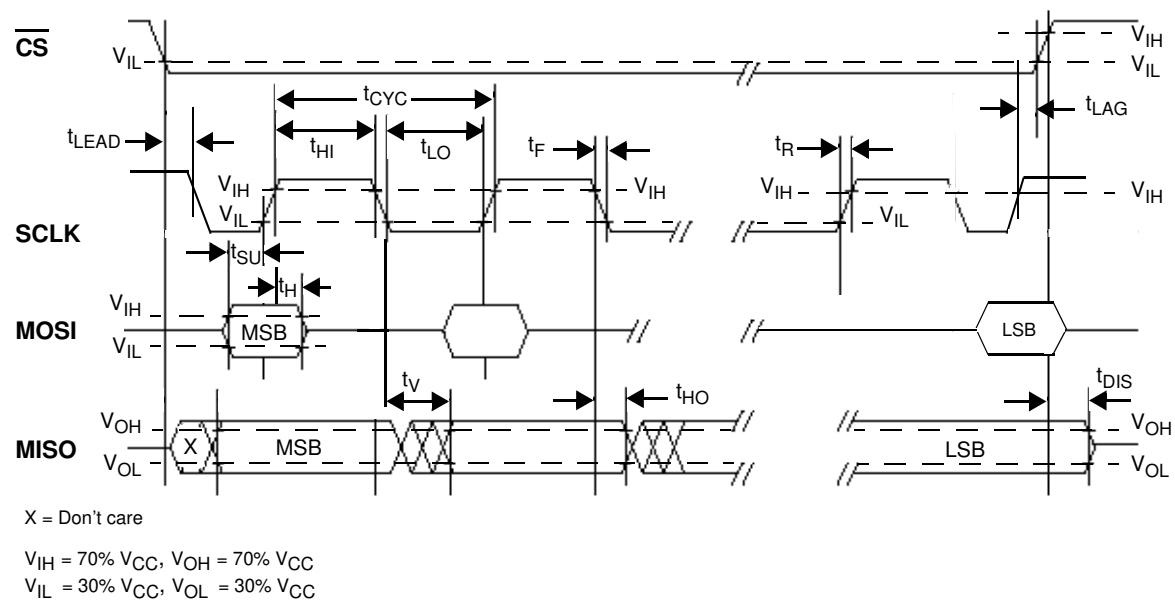 CS
VIL
VIH
VIL
tCYC
tLAG
tLEAD
tHI
tLO
tF
tR
VIH
VIH
VIH
VIH
VIL
VIL
SCLK
tSU
tH
VIH
MOSI
MSB
LSB
VIL
tV
tHO
tDIS
VOH
VOH
MISO
X
MSB
LSB
VOL
VOL
X = Don't care
VIH = 70% VCC, VOH = 70% VCC
VIL = 30% VCC, VOL = 30% VCC